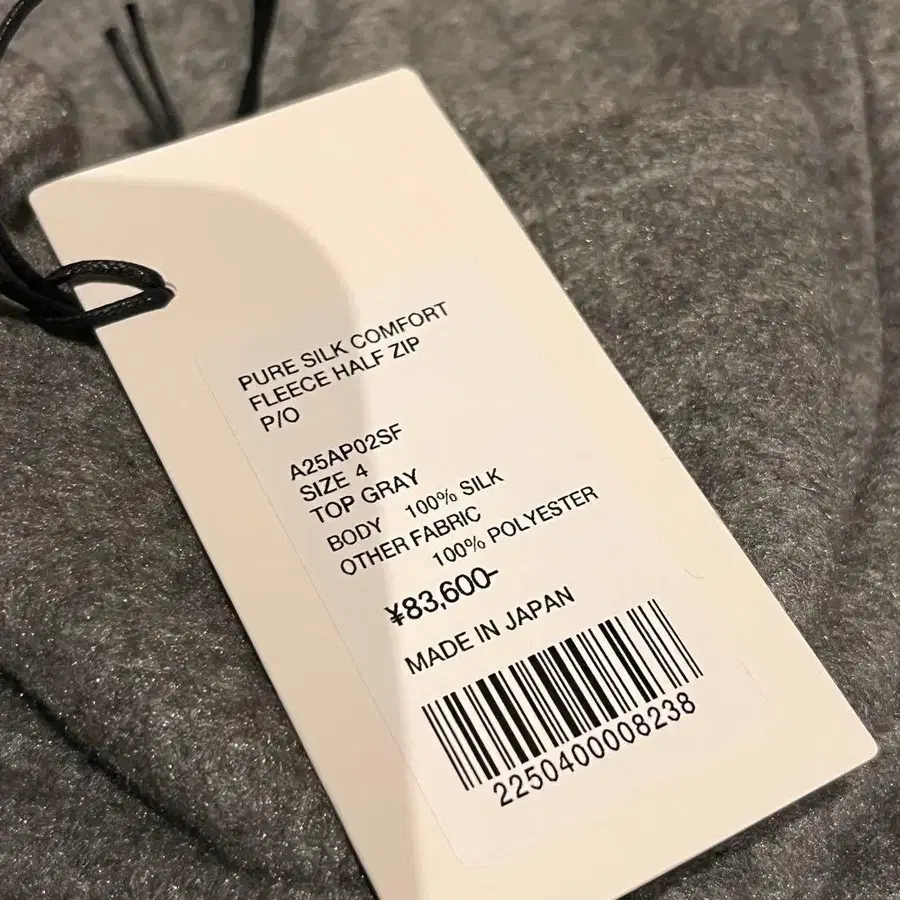 PURE SILK COMFORT
FLEECE HALF ZIP
P/O
A25AP02SF
SIZE 4
TOP GRAY
BODY 100% SILK
OTHER FABRIC
100% POLYESTER
¥83,600-
MADE IN JAPAN
2250400008238